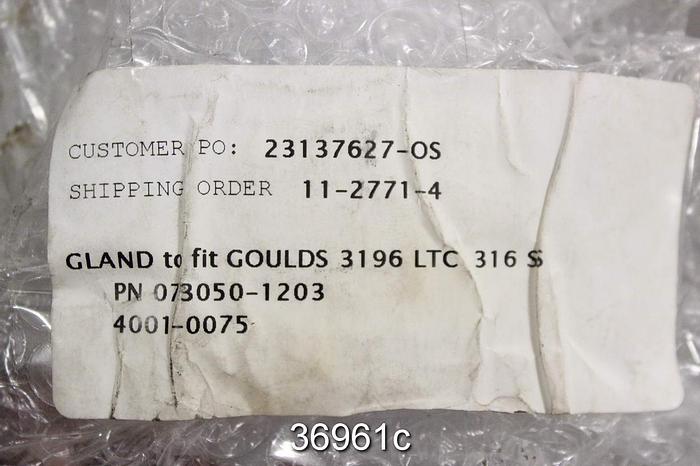 CUSTOMER PO: 23137627-OS
SHIPPING ORDER 11-2771-4
GLAND to fit GOULDS 3196 LTC 316 SS
PN 073050-1203
4001-0075
36961c